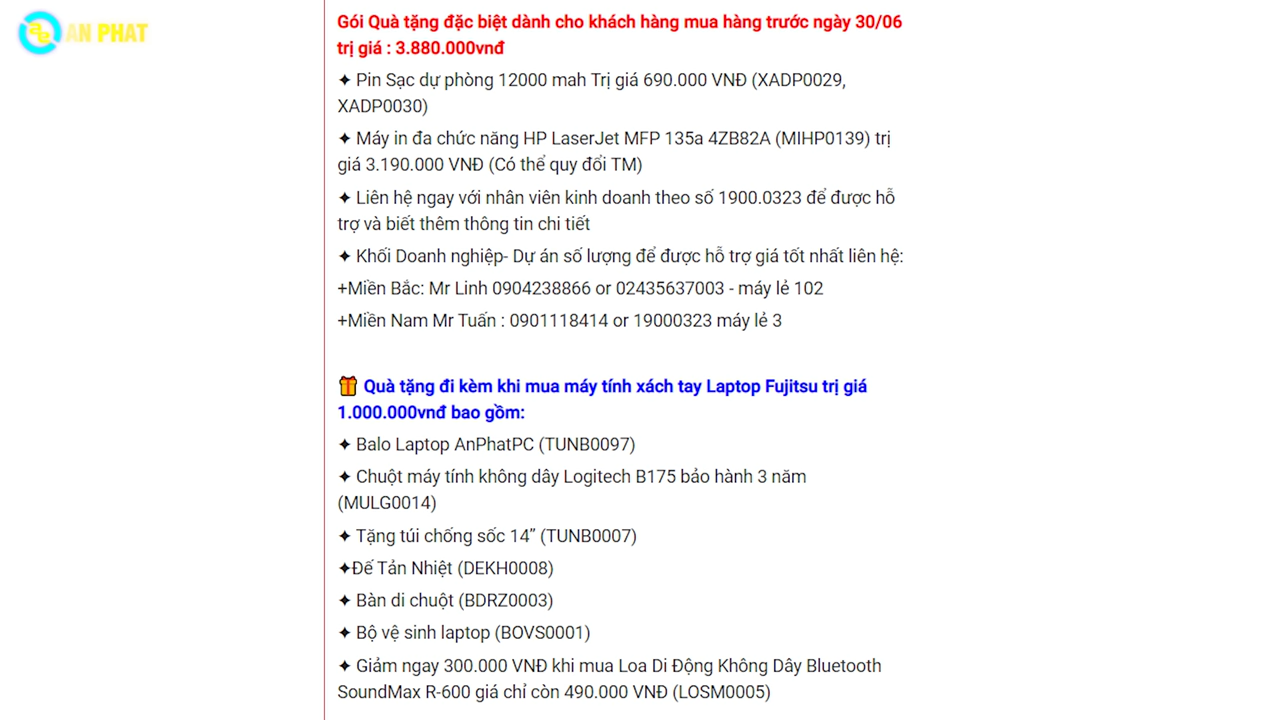 AN PHAT
Gói Quà tặng đặc biệt dành cho khách hàng mua hàng trước ngày 30/06
trị giá : 3.880.000vnđ
✦ Pin Sạc dự phòng 12000 mah Trị giá 690.000 VNĐ (XADP0029,
XADP0030)
✦ Máy in đa chức năng HP LaserJet MFP 135a 4ZB82A (MIHP0139) trị
giá 3.190.000 VNĐ (Có thể quy đổi TM)
✦ Liên hệ ngay với nhân viên kinh doanh theo số 1900.0323 để được hỗ
trợ và biết thêm thông tin chi tiết
✦ Khối Doanh nghiệp- Dự án số lượng để được hỗ trợ giá tốt nhất liên hệ:
+Miền Bắc: Mr Linh 0904238866 or 02435637003 - máy lẻ 102
+Miền Nam Mr Tuấn : 0901118414 or 19000323 máy lẻ 3
🎁 Quà tặng đi kèm khi mua máy tính xách tay Laptop Fujitsu trị giá
1.000.000vnđ bao gồm:
✦ Balo Laptop AnPhatPC (TUNB0097)
✦ Chuột máy tính không dây Logitech B175 bảo hành 3 năm
(MULG0014)
✦ Tặng túi chống sốc 14” (TUNB0007)
✦Đế Tản Nhiệt (DEKH0008)
✦ Bàn di chuột (BDRZ0003)
✦ Bộ vệ sinh laptop (BOVS0001)
✦ Giảm ngay 300.000 VNĐ khi mua Loa Di Động Không Dây Bluetooth
SoundMax R-600 giá chỉ còn 490.000 VNĐ (LOSM0005)